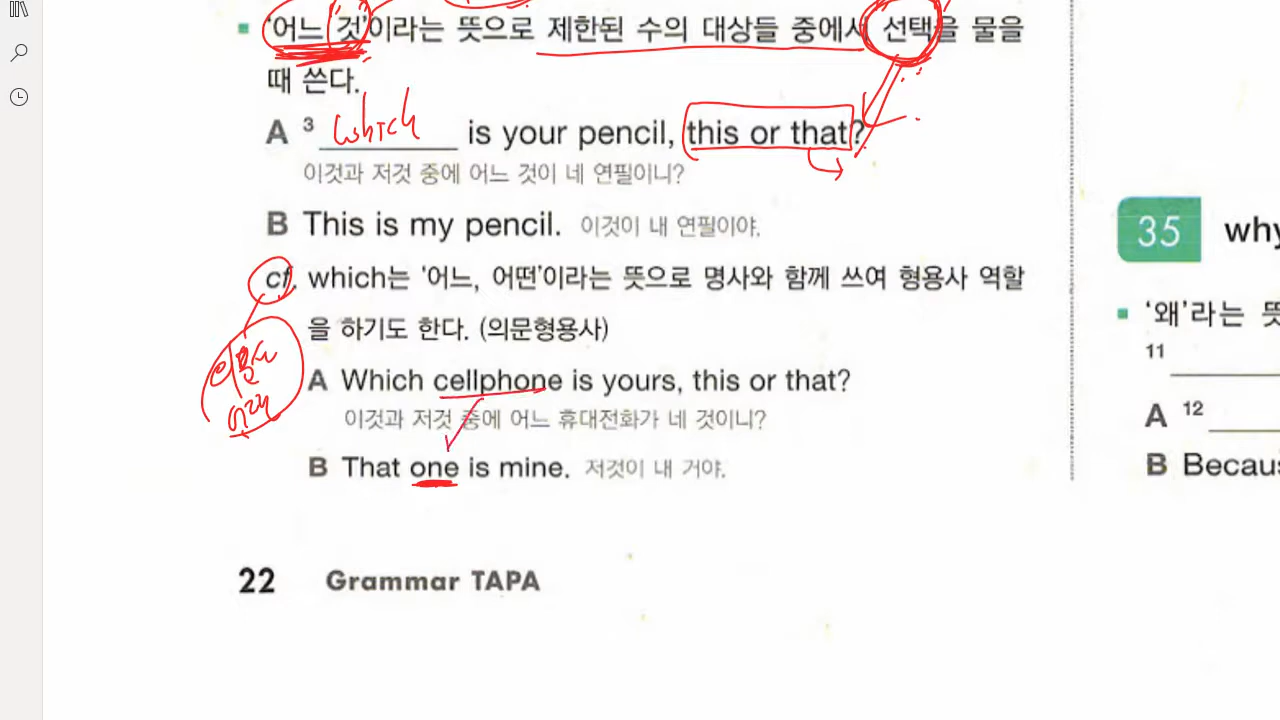 ▪ '어느 것'이라는 뜻으로 제한된 수의 대상들 중에서 선택을 물을
때 쓴다.
A ³ which is your pencil, this or that?
이것과 저것 중에 어느 것이 네 연필이니?
B This is my pencil. 이것이 내 연필이야.
cf. which는 '어느, 어떤'이라는 뜻으로 명사와 함께 쓰여 형용사 역할
을 하기도 한다. (의문형용사)
A Which cellphone is yours, this or that?
이것과 저것 중에 어느 휴대전화가 네 것이니?
B That one is mine. 저것이 내 거야.
22 Grammar TAPA
35 why
▪ '왜'라는 뜻
11
A 12
B Becau